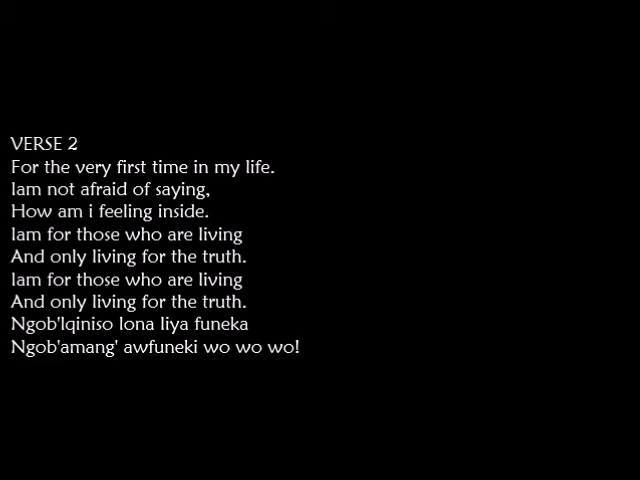 VERSE 2
For the very first time in my life.
Iam not afraid of saying,
How am i feeling inside.
Iam for those who are living
And only living for the truth.
Iam for those who are living
And only living for the truth.
Ngob'lqiniso lona liya funeka
Ngob'amang' awfuneki wo wo wo!